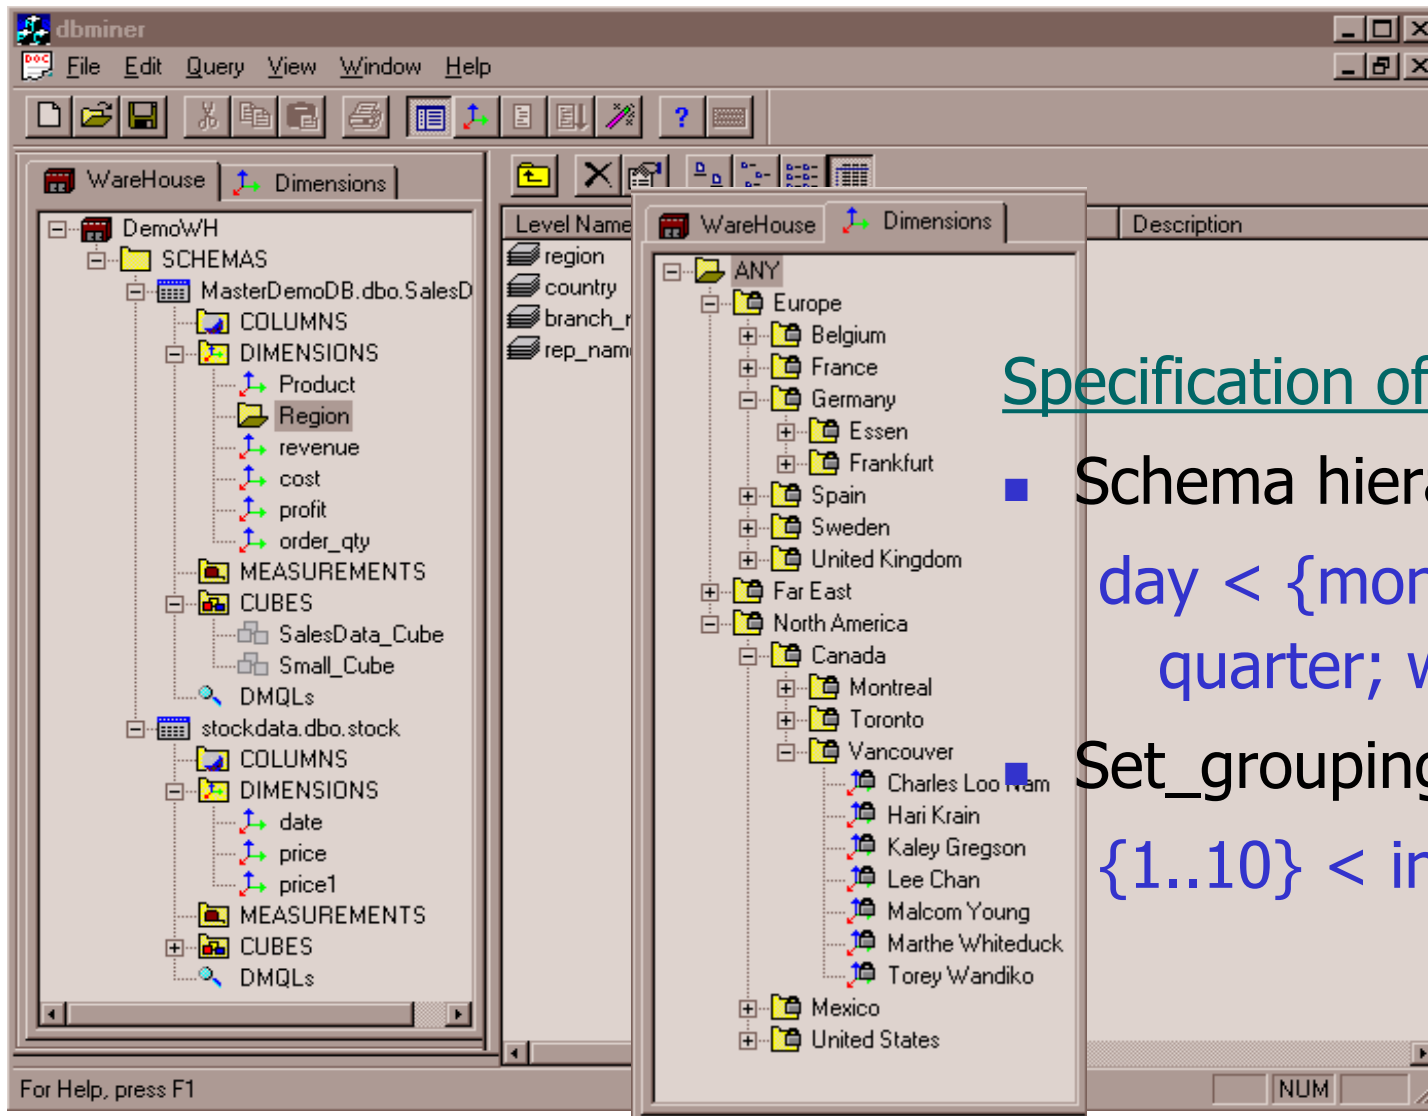 dbminer
File Edit Query View Window Help
WareHouse Dimensions
DemoWH
SCHEMAS
MasterDemoDB.dbo.SalesD
COLUMNS
DIMENSIONS
Product
Region
revenue
cost
profit
order_qty
MEASUREMENTS
CUBES
SalesData_Cube
Small_Cube
DMQLs
stockdata.dbo.stock
COLUMNS
DIMENSIONS
date
price
price1
MEASUREMENTS
CUBES
DMQLs
Level Name
Description
region
country
branch_
rep_nam
WareHouse Dimensions
ANY
Europe
Belgium
France
Germany
Essen
Frankfurt
Spain
Sweden
United Kingdom
Far East
North America
Canada
Montreal
Toronto
Vancouver
Charles Loo Nam
Hari Krain
Kaley Gregson
Lee Chan
Malcom Young
Marthe Whiteduck
Torey Wandiko
Mexico
United States
Specification of
Schema hiera
day < {mon
quarter; w
Set_grouping
{1..10} < in
For Help, press F1
NUM